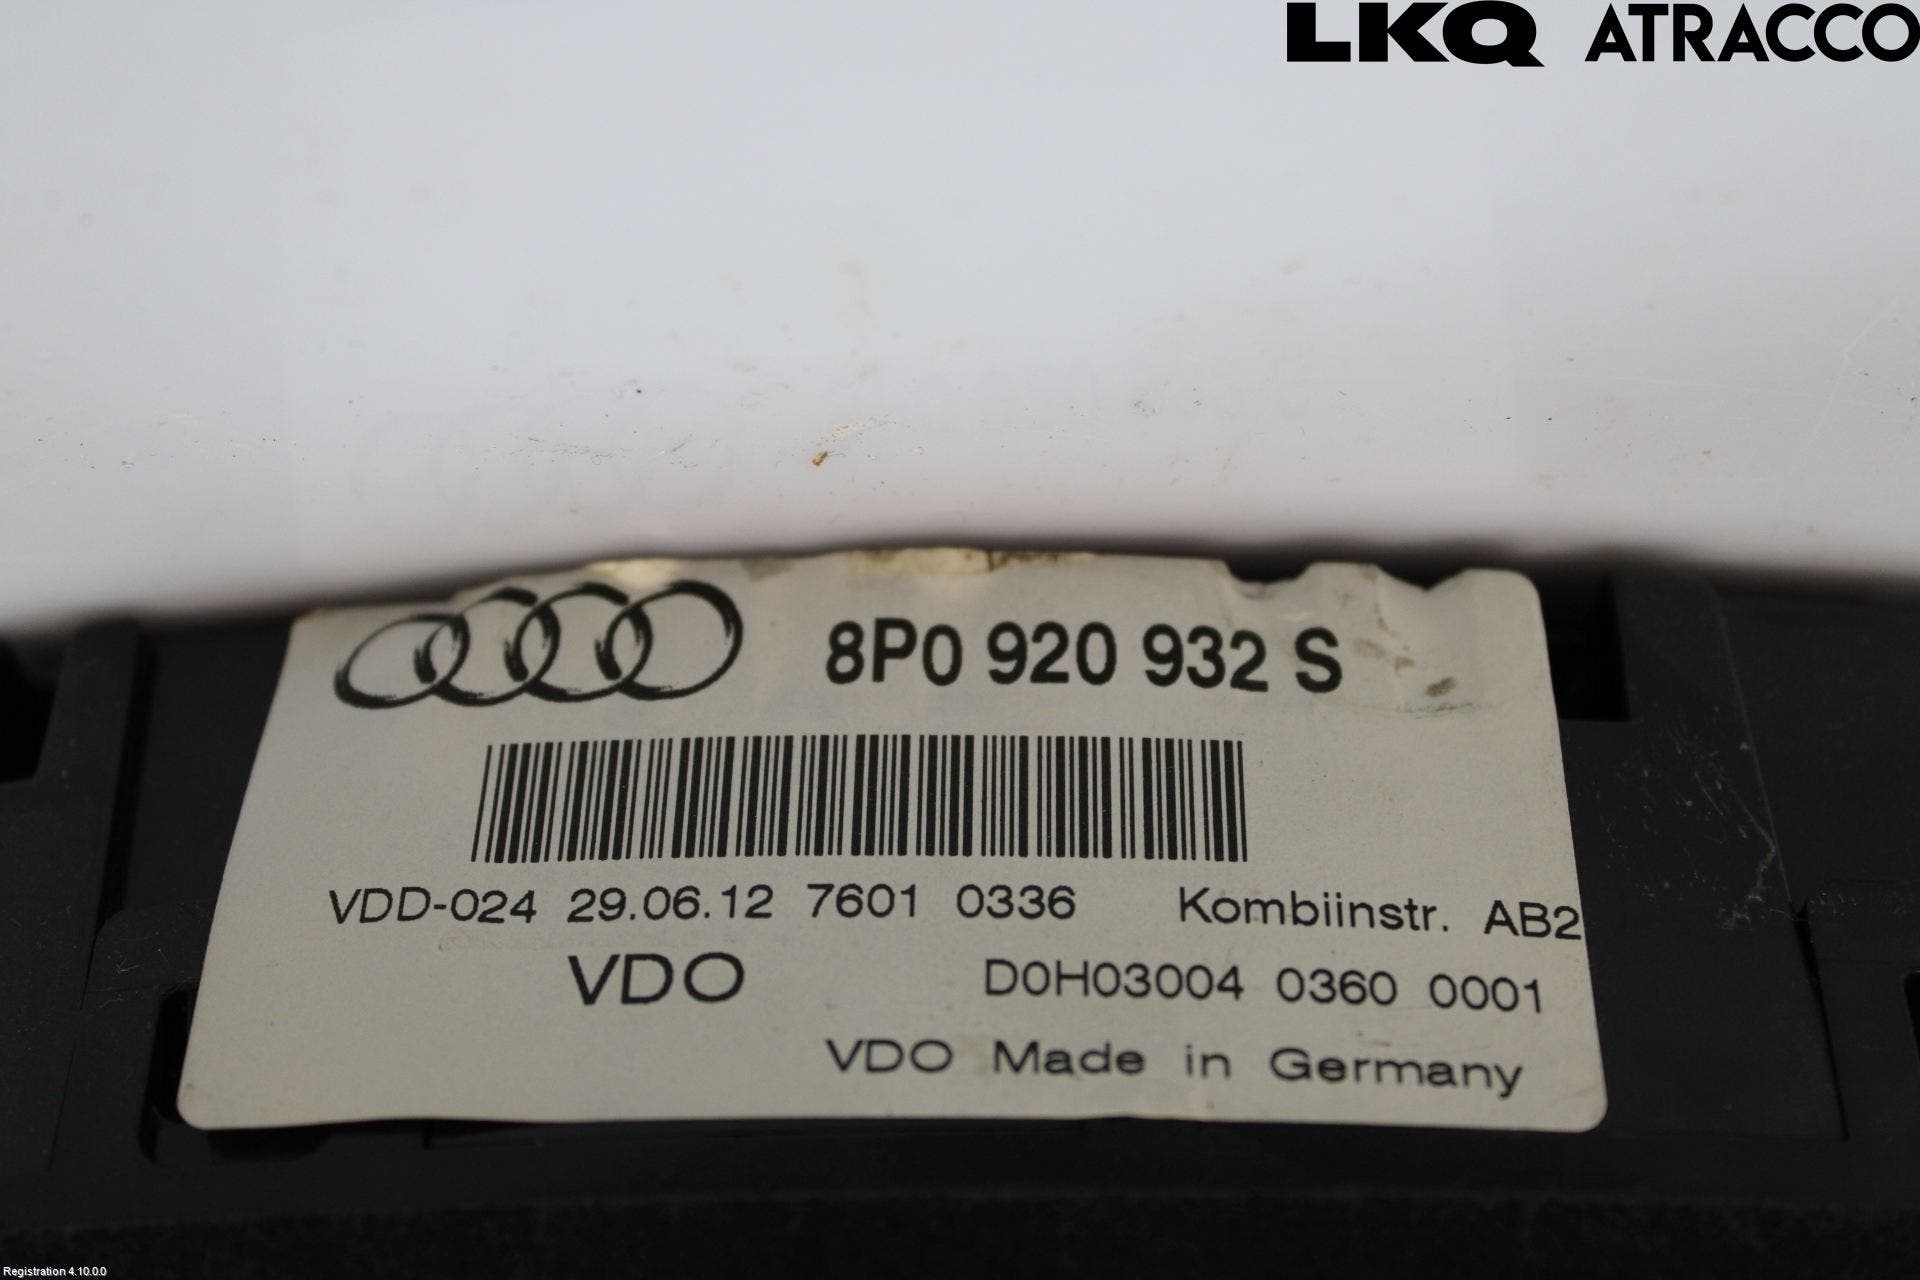 LKQ ATRACCO
8P0 920 932 S
VDD-024 29.06.12 7601 0336 Kombiinstr. AB2
VDO D0H03004 0360 0001
VDO Made in Germany
Registration 4.10.0.0